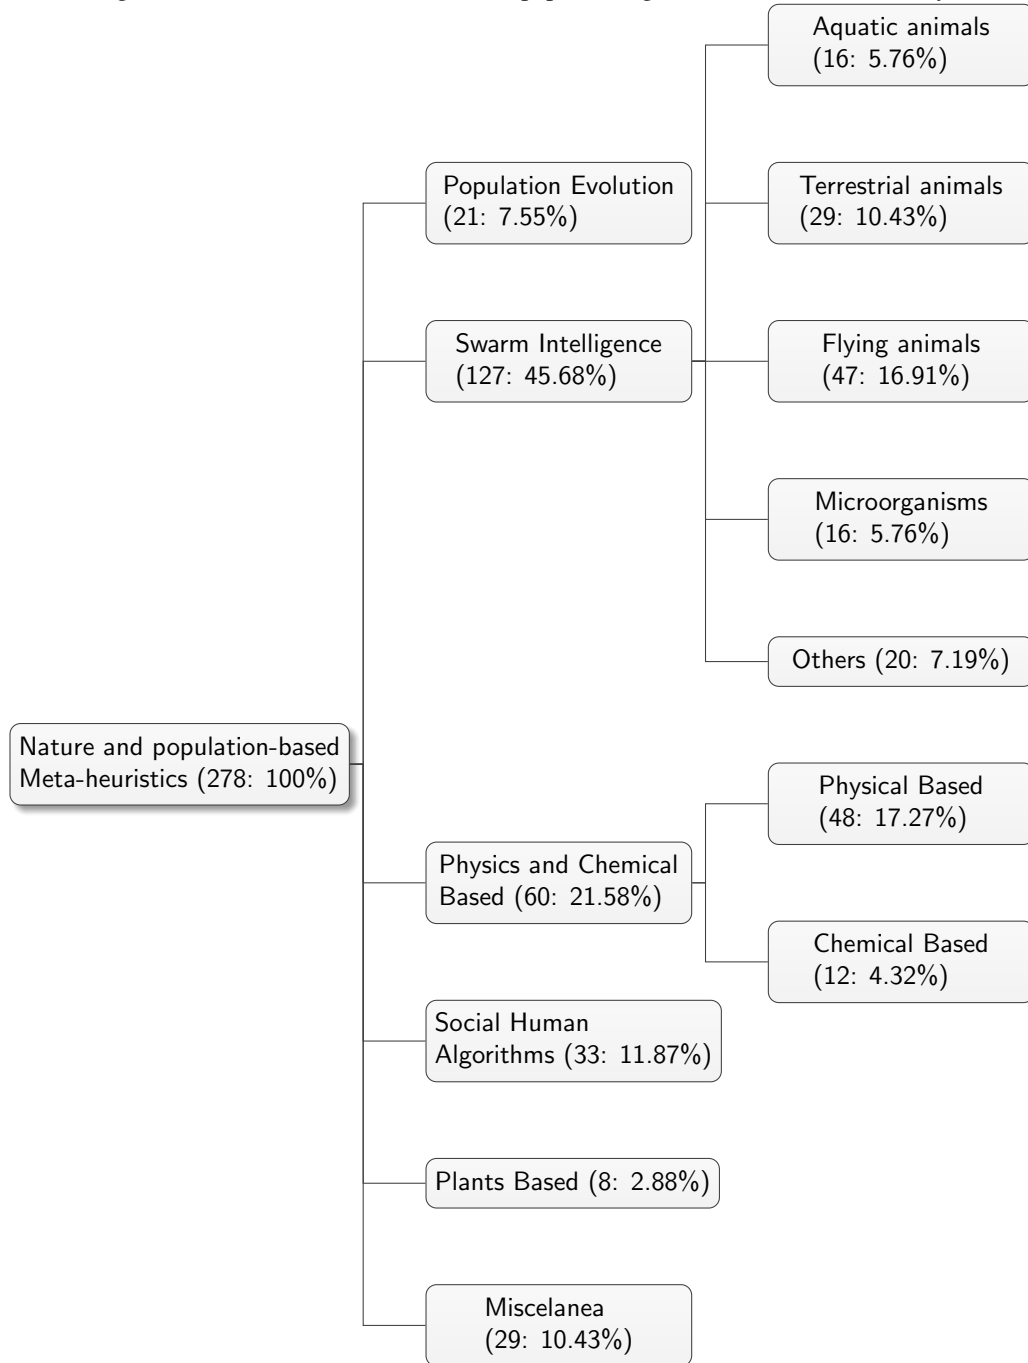 Aquatic animals
(16: 5.76%)
Population Evolution
(21: 7.55%)
Terrestrial animals
(29: 10.43%)
Swarm Intelligence
(127: 45.68%)
Flying animals
(47: 16.91%)
Microorganisms
(16: 5.76%)
Others (20: 7.19%)
Nature and population-based
Meta-heuristics (278: 100%)
Physical Based
(48: 17.27%)
Physics and Chemical
Based (60: 21.58%)
Chemical Based
(12: 4.32%)
Social Human
Algorithms (33: 11.87%)
Plants Based (8: 2.88%)
Miscelanea
(29: 10.43%)